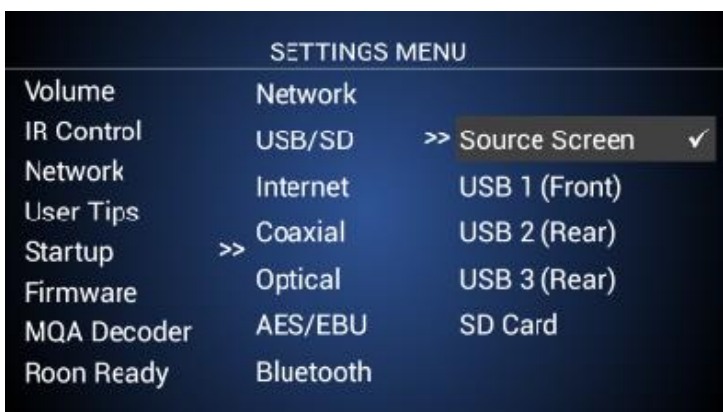 SETTINGS MENU
Volume
IR Control
Network
User Tips
Startup >>
Firmware
MQA Decoder
Roon Ready
Network
USB/SD >>
Internet
Coaxial
Optical
AES/EBU
Bluetooth
Source Screen ✓
USB 1 (Front)
USB 2 (Rear)
USB 3 (Rear)
SD Card